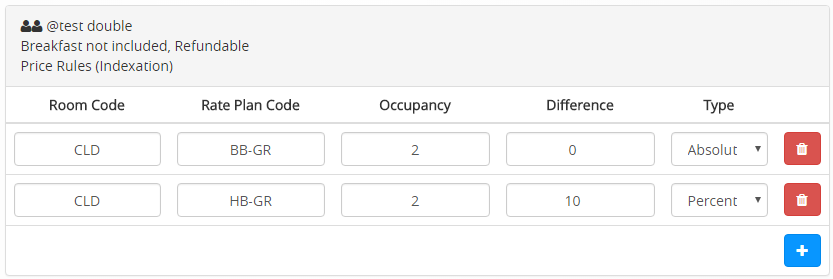 @test double
Breakfast not included, Refundable
Price Rules (Indexation)
Room Code Rate Plan Code Occupancy Difference Type
CLD BB-GR 2 0 Absolut
CLD HB-GR 2 10 Percent